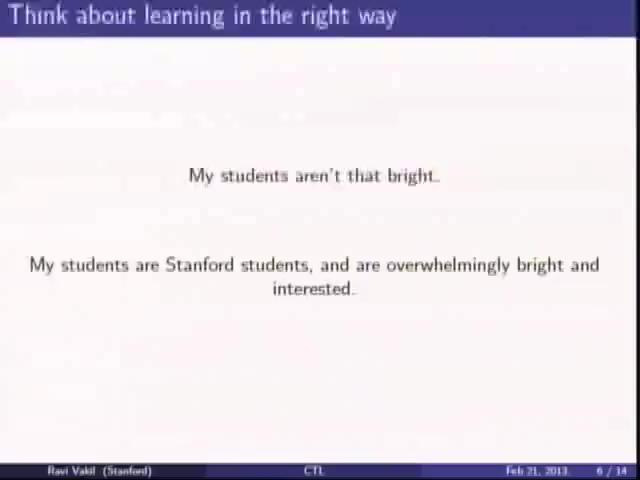 Think about learning in the right way
My students aren't that bright.
My students are Stanford students, and are overwhelmingly bright and
interested.
Ravi Vakil (Stanford) CTL Feb 21, 2013 6 / 14